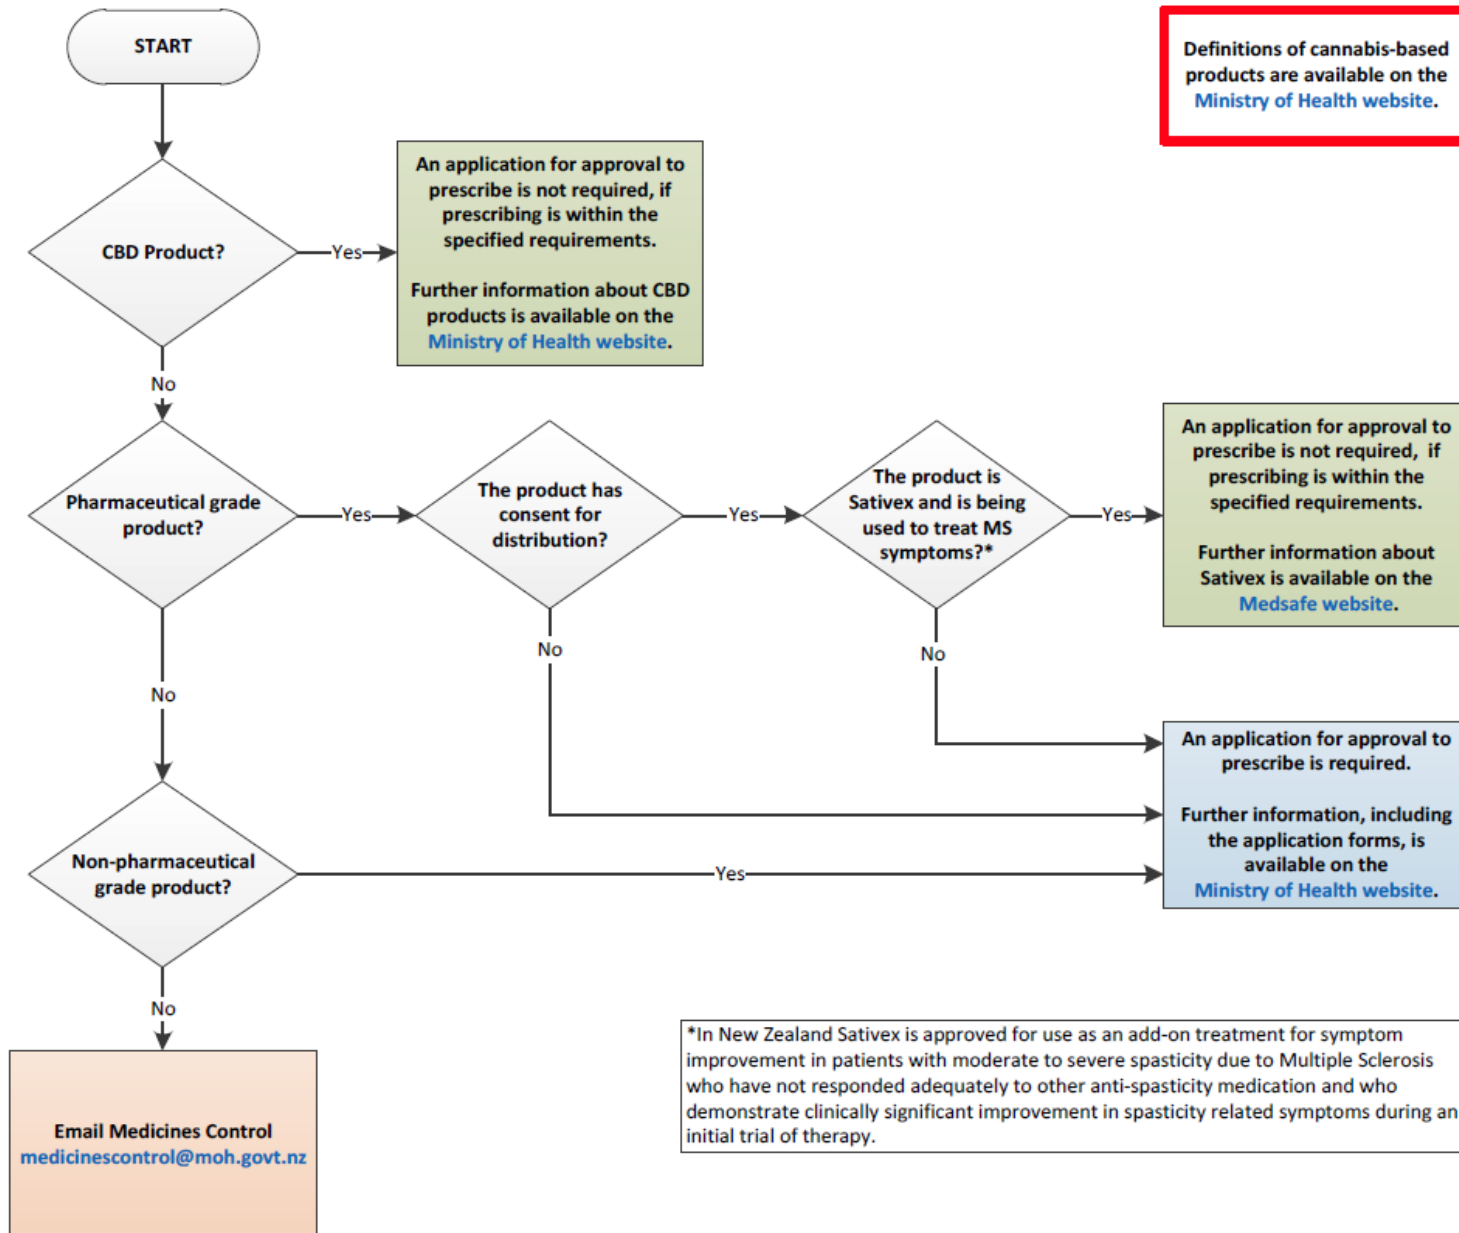 START
Definitions of cannabis-based
products are available on the
Ministry of Health website.
CBD Product?
Yes
An application for approval to
prescribe is not required, if
prescribing is within the
specified requirements.
Further information about CBD
products is available on the
Ministry of Health website.
No
Pharmaceutical grade
product?
Yes
The product has
consent for
distribution?
Yes
The product is
Sativex and is being
used to treat MS
symptoms?*
Yes
An application for approval to
prescribe is not required, if
prescribing is within the
specified requirements.
Further information about
Sativex is available on the
Medsafe website.
No
No
No
An application for approval to
prescribe is required.
Further information, including
the application forms, is
available on the
Ministry of Health website.
Non-pharmaceutical
grade product?
Yes
No
Email Medicines Control
medicinescontrol@moh.govt.nz
*In New Zealand Sativex is approved for use as an add-on treatment for symptom
improvement in patients with moderate to severe spasticity due to Multiple Sclerosis
who have not responded adequately to other anti-spasticity medication and who
demonstrate clinically significant improvement in spasticity related symptoms during an
initial trial of therapy.